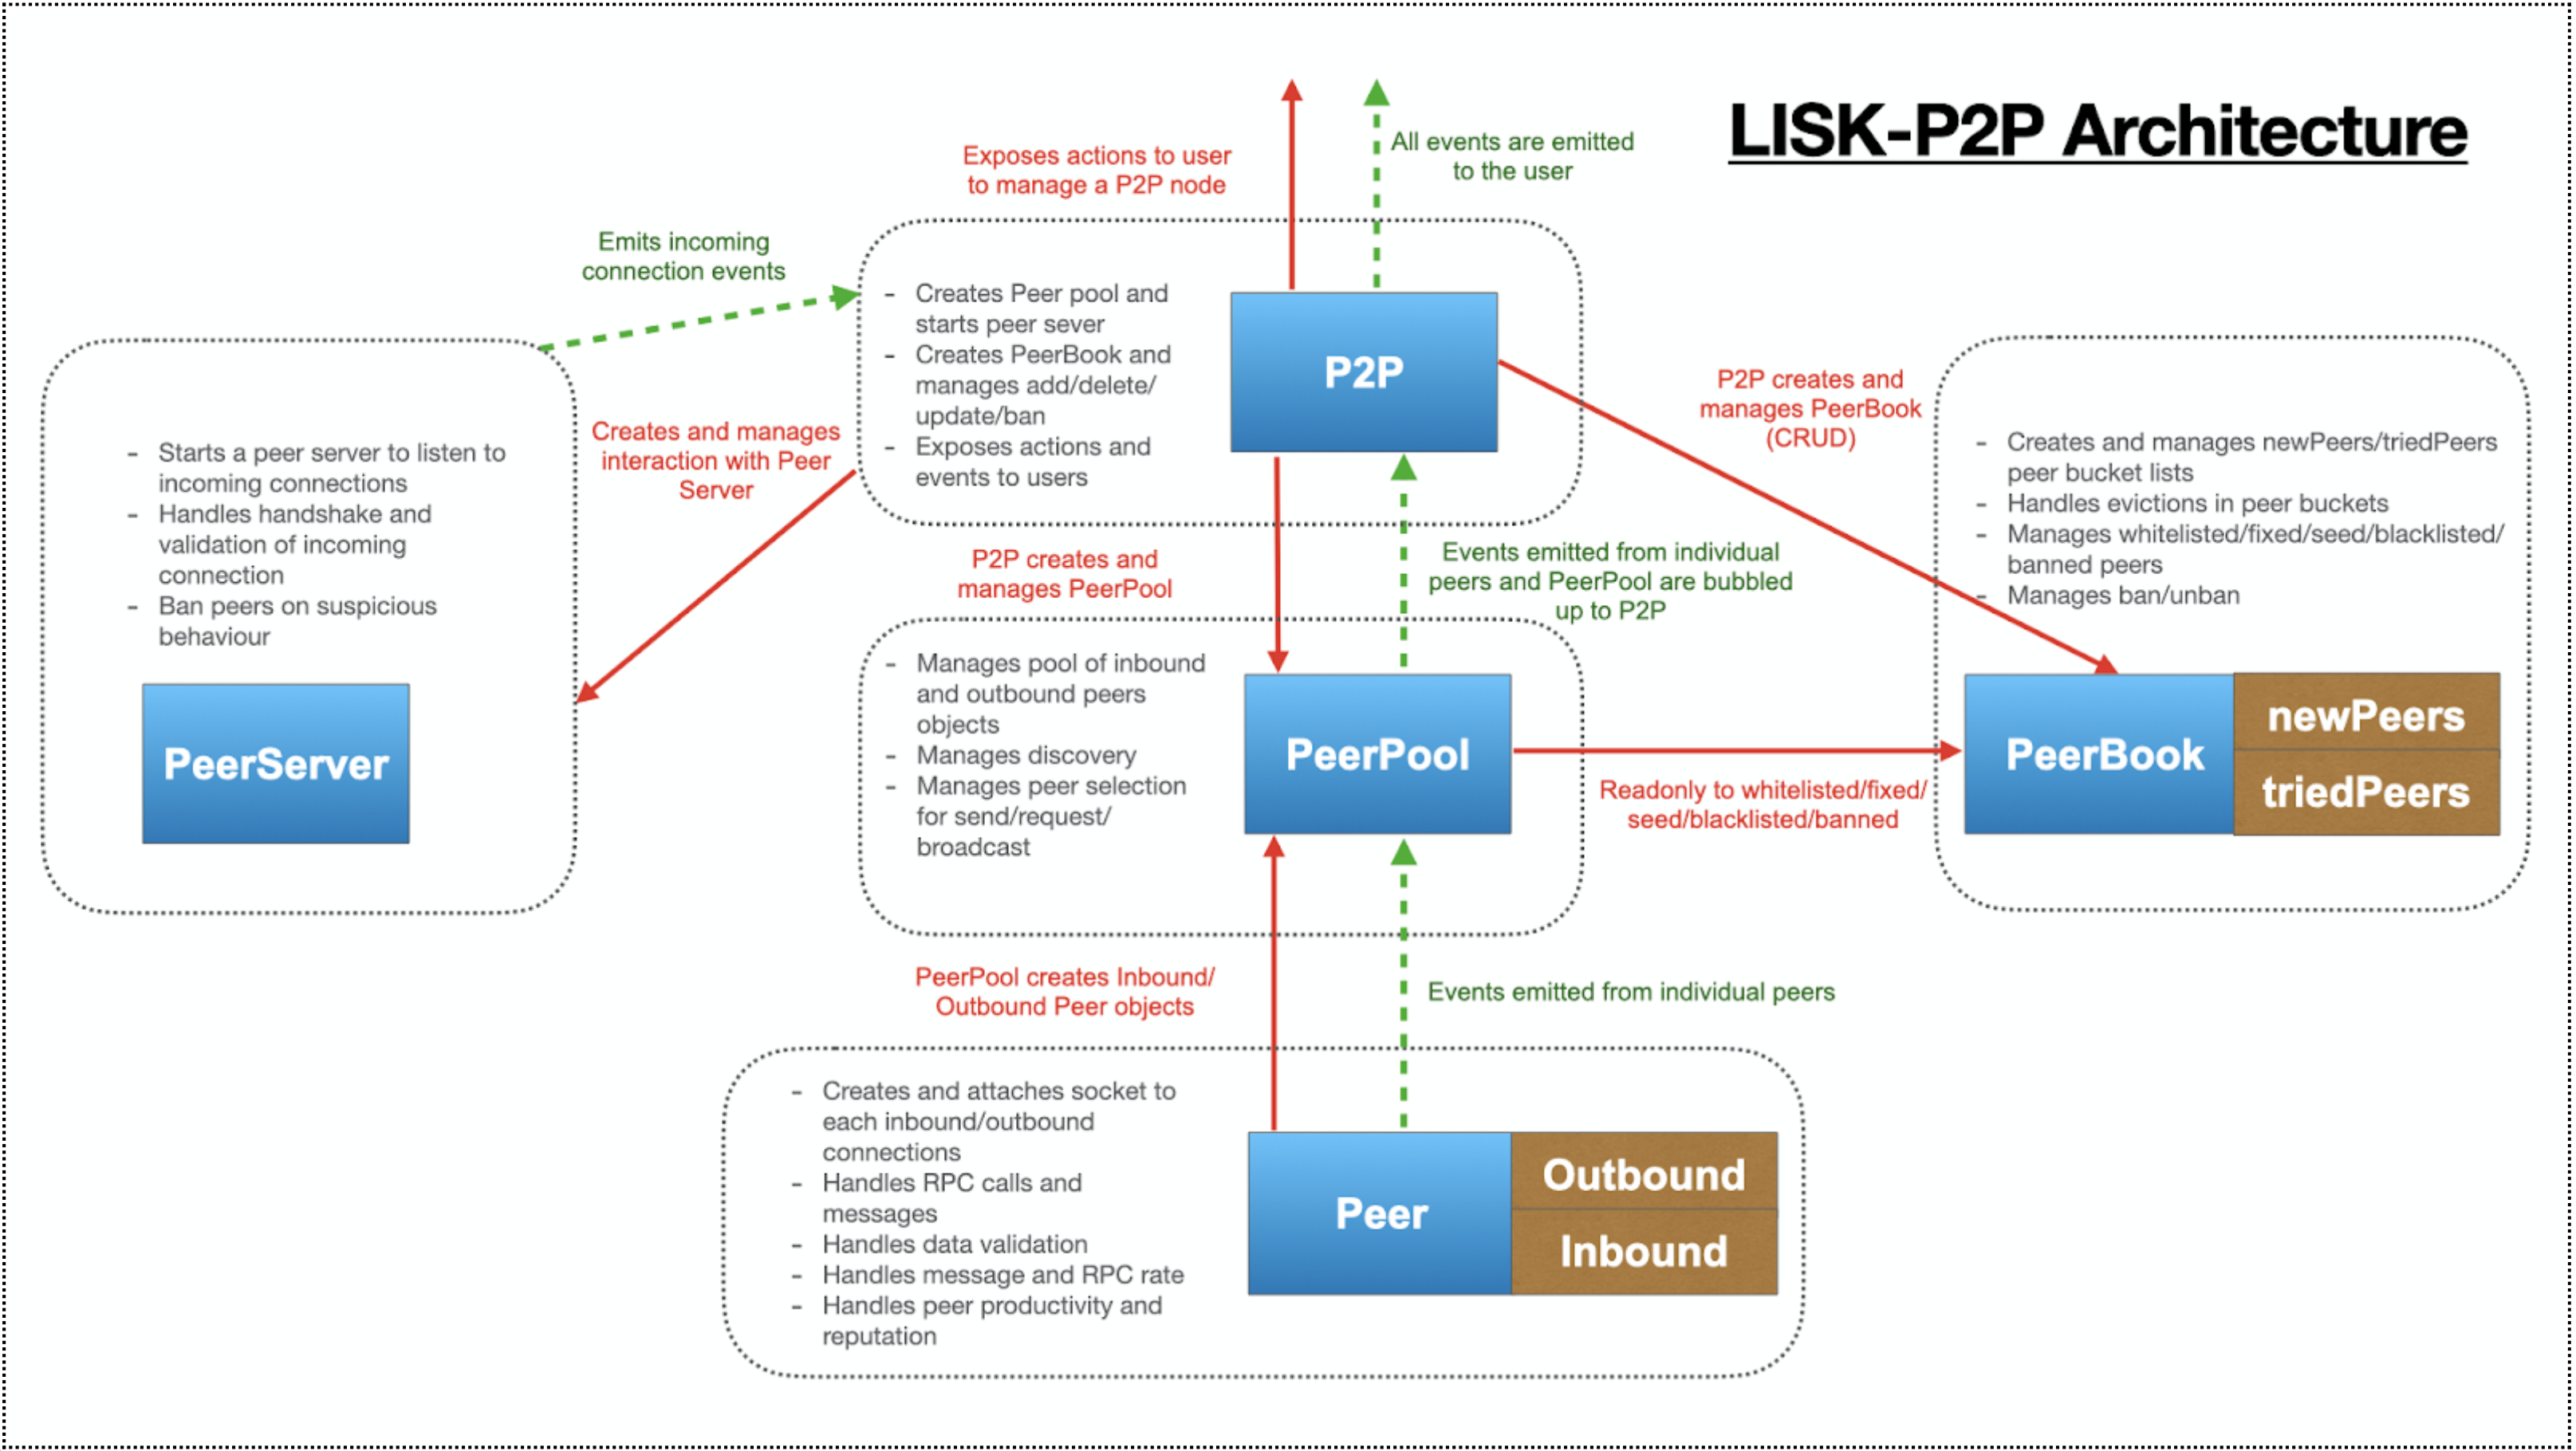 LISK-P2P Architecture
Exposes actions to user
to manage a P2P node
All events are emitted
to the user
Emits incoming
connection events
- Creates Peer pool and
starts peer sever
- Creates PeerBook and
manages add/delete/
update/ban
- Exposes actions and
events to users
P2P
Creates and manages
interaction with Peer
Server
P2P creates and
manages PeerBook
(CRUD)
- Starts a peer server to listen to
incoming connections
- Handles handshake and
validation of incoming
connection
- Ban peers on suspicious
behaviour
PeerServer
- Creates and manages newPeers/triedPeers
peer bucket lists
- Handles evictions in peer buckets
- Manages whitelisted/fixed/seed/blacklisted/
banned peers
- Manages ban/unban
PeerBook
newPeers
triedPeers
P2P creates and
manages PeerPool
Events emitted from individual
peers and PeerPool are bubbled
up to P2P
- Manages pool of inbound
and outbound peers
objects
- Manages discovery
- Manages peer selection
for send/request/
broadcast
PeerPool
Readonly to whitelisted/fixed/
seed/blacklisted/banned
PeerPool creates Inbound/
Outbound Peer objects
Events emitted from individual peers
- Creates and attaches socket to
each inbound/outbound
connections
- Handles RPC calls and
messages
- Handles data validation
- Handles message and RPC rate
- Handles peer productivity and
reputation
Peer
Outbound
Inbound